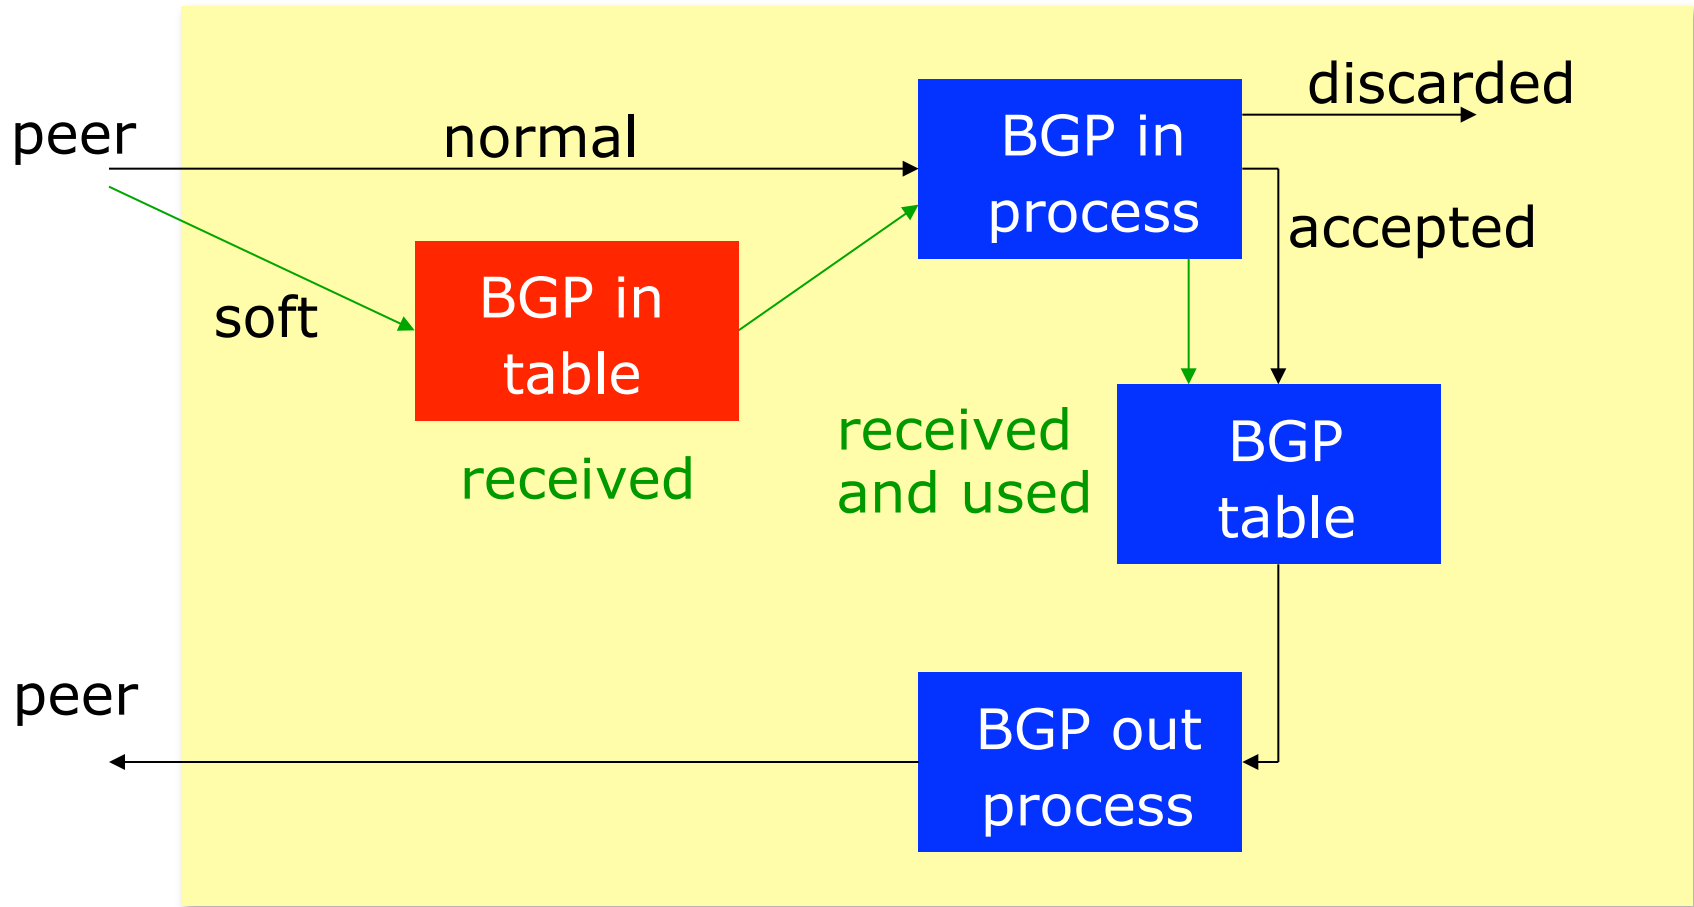 discarded
peer
normal
BGP in
process
accepted
soft
BGP in
table
received
received
and used
BGP
table
peer
BGP out
process